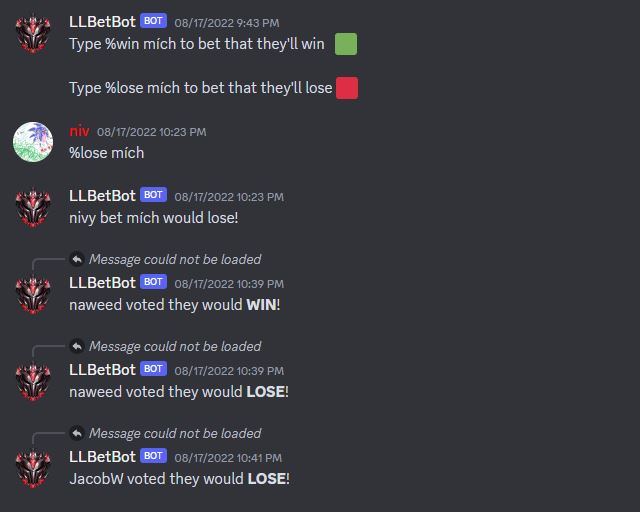 LLBetBot BOT 08/17/2022 9:43 PM
Type %win mích to bet that they'll win
Type %lose mích to bet that they'll lose
niv 08/17/2022 10:23 PM
%lose mích
LLBetBot BOT 08/17/2022 10:23 PM
nivy bet mích would lose!
Message could not be loaded
LLBetBot BOT 08/17/2022 10:39 PM
naweed voted they would WIN!
Message could not be loaded
LLBetBot BOT 08/17/2022 10:39 PM
naweed voted they would LOSE!
Message could not be loaded
LLBetBot BOT 08/17/2022 10:41 PM
JacobW voted they would LOSE!